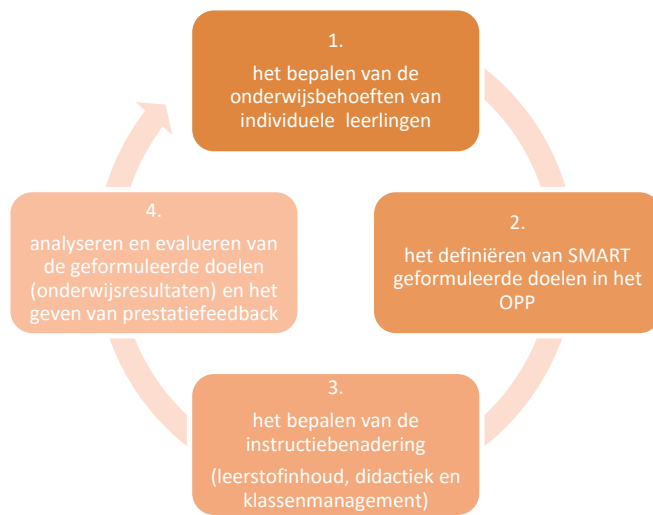 1.
het bepalen van de
onderwijsbehoeften van
individuele leerlingen
2.
het definiëren van SMART
geformuleerde doelen in het
OPP
3.
het bepalen van de
instructiebenadering
(leerstofinhoud, didactiek en
klassenmanagement)
4.
analyseren en evalueren van
de geformuleerde doelen
(onderwijsresultaten) en het
geven van prestatiefeedback